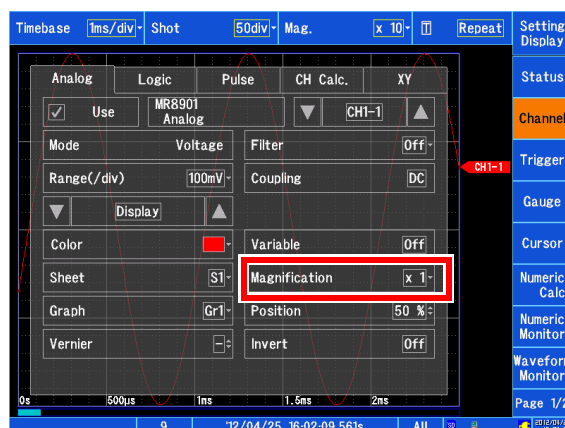 Timebase 1ms/div Shot 50div Mag. x 10 Repeat
Setting
Display
Status
Channel
Trigger
Gauge
Cursor
Numeric
Calc
Numeric
Monitor
Waveform
Monitor
Page 1/2
Analog Logic Pulse CH Calc. XY
Use MR8901
Analog CH1-1
Mode Voltage Filter Off
Range(/div) 100mV Coupling DC
CH1-1
Display
Color Variable Off
Sheet S1 Magnification x 1
Graph Gr1 Position 50 %
Vernier - Invert Off
0s 500µs 1ms 1.5ms 2ms
9 '12/04/25 16:02:09.561s All